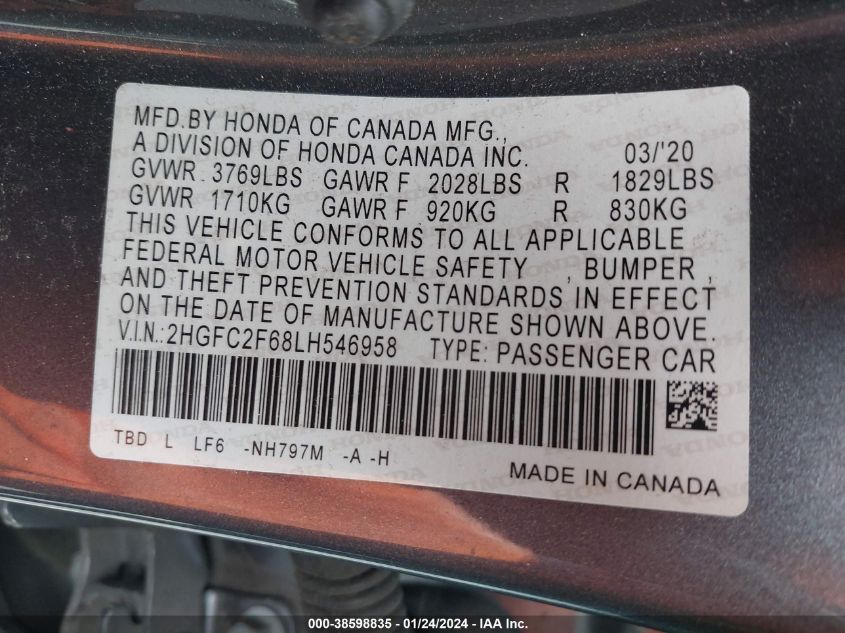 MFD.BY HONDA OF CANADA MFG.,
A DIVISION OF HONDA CANADA INC. 03/'20
GVWR 3769LBS GAWR F 2028LBS R 1829LBS
GVWR 1710KG GAWR F 920KG R 830KG
THIS VEHICLE CONFORMS TO ALL APPLICABLE
FEDERAL MOTOR VEHICLE SAFETY , BUMPER ,
AND THEFT PREVENTION STANDARDS IN EFFECT
ON THE DATE OF MANUFACTURE SHOWN ABOVE.
V.I.N.: 2HGFC2F68LH546958 TYPE: PASSENGER CAR
TBD L LF6 -NH797M -A -H
MADE IN CANADA
000-38598835 - 01/24/2024 - IAA Inc.